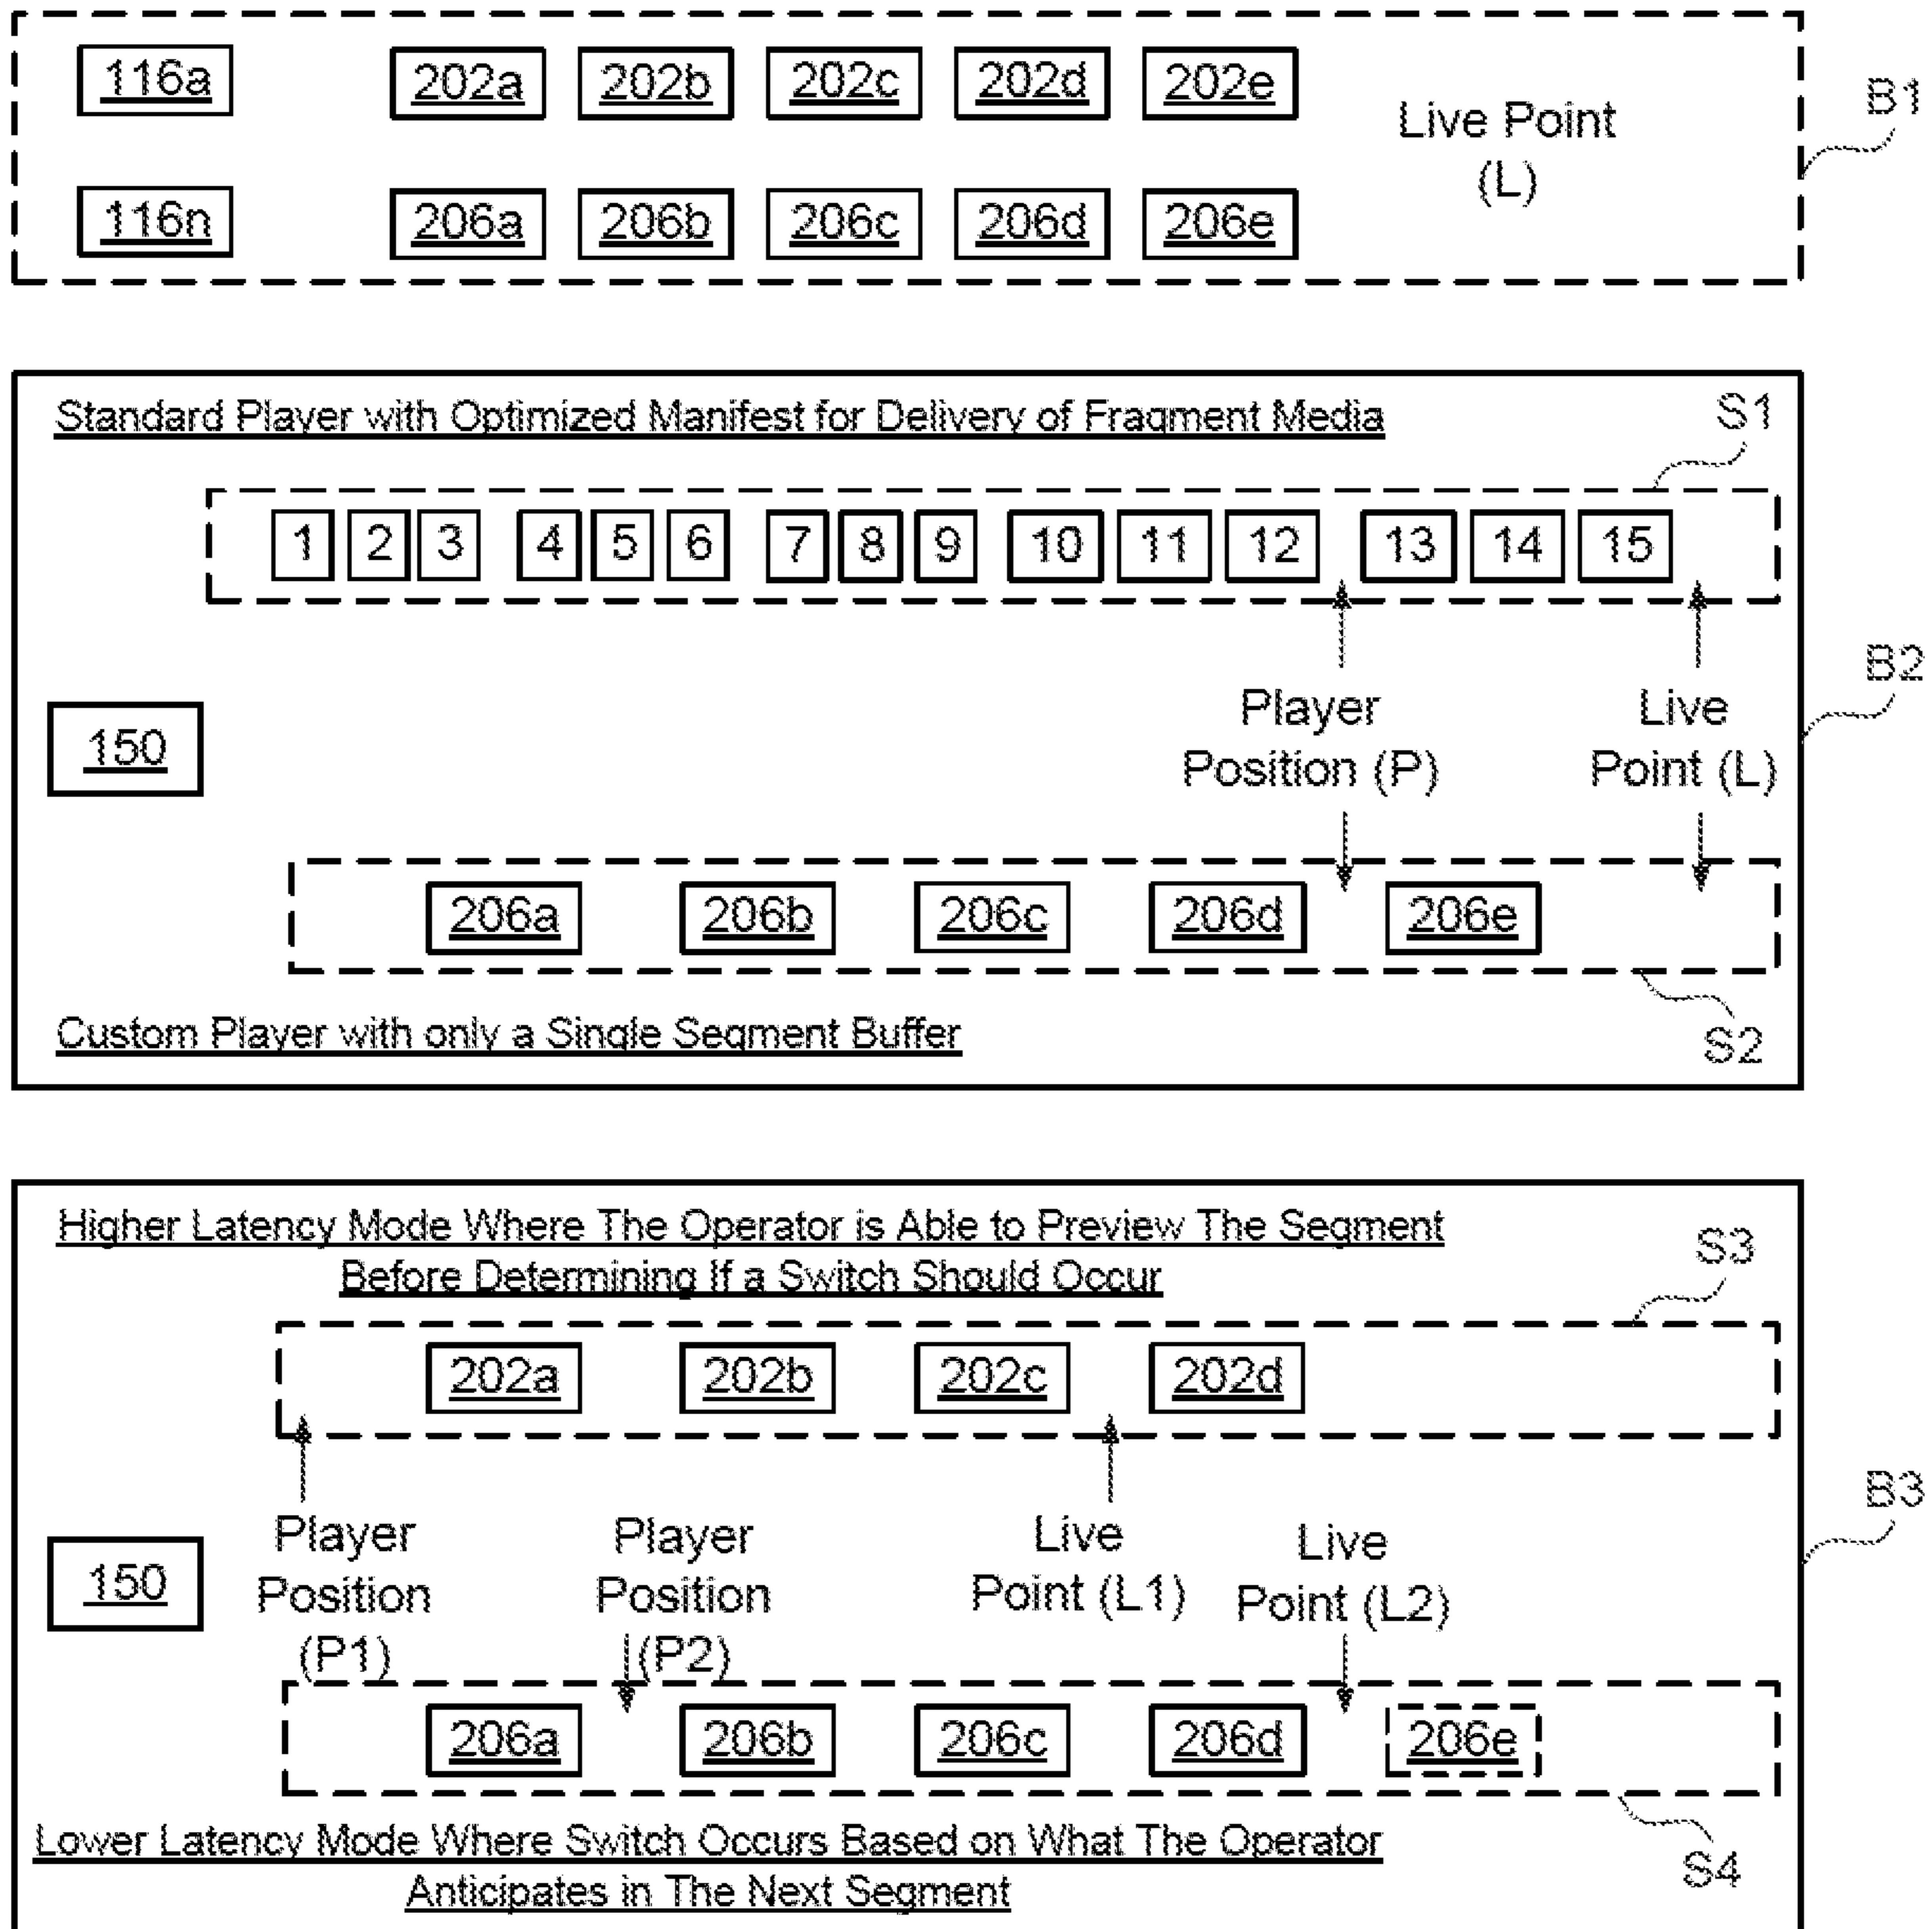 116a 202a 202b 202c 202d 202e
Live Point
(L)
B1
116n 206a 206b 206c 206d 206e
Standard Player with Optimized Manifest for Delivery of Fragment Media
S1
1 2 3 4 5 6 7 8 9 10 11 12 13 14 15
B2
150
Player
Position (P)
Live
Point (L)
206a 206b 206c 206d 206e
Custom Player with only a Single Segment Buffer
S2
Higher Latency Mode Where The Operator is Able to Preview The Segment
Before Determining If a Switch Should Occur
S3
202a 202b 202c 202d
B3
150
Player
Position
(P1)
Player
Position
(P2)
Live
Point (L1)
Live
Point (L2)
206a 206b 206c 206d 206e
Lower Latency Mode Where Switch Occurs Based on What The Operator
Anticipates in The Next Segment
S4